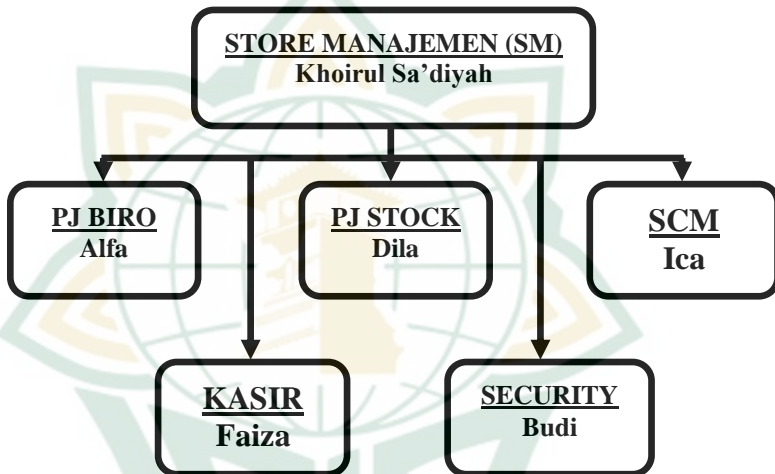 STORE MANAJEMEN (SM)
Khoirul Sa’diyah
PJ BIRO
Alfa
PJ STOCK
Dila
SCM
Ica
KASIR
Faiza
SECURITY
Budi